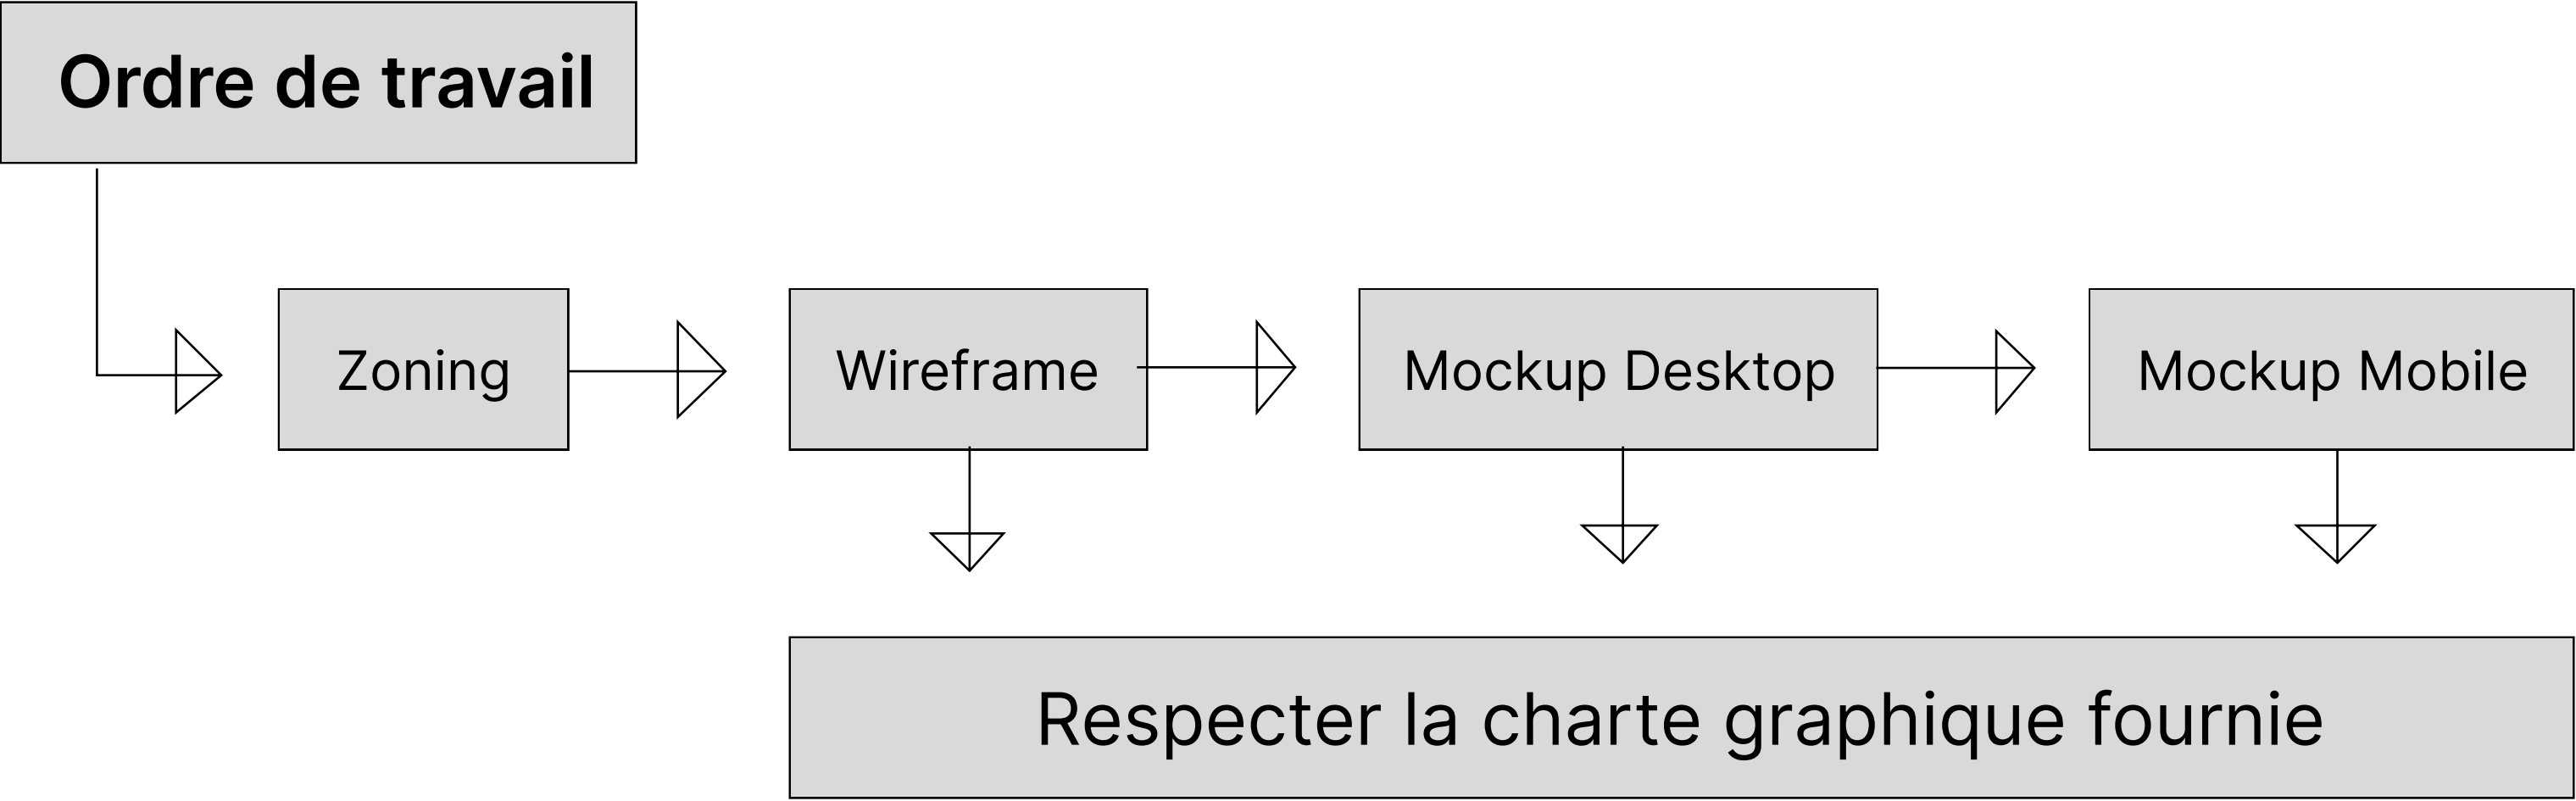 Ordre de travail
Zoning
Wireframe
Mockup Desktop
Mockup Mobile
Respecter la charte graphique fournie